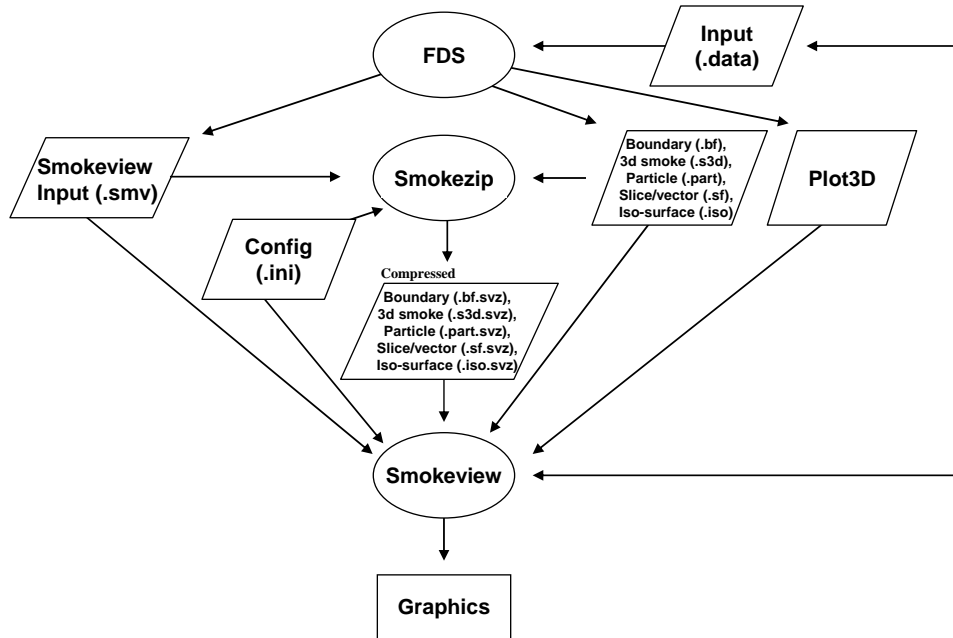 Input
(.data)
FDS
Smokeview
Input (.smv)
Smokezip
Boundary (.bf),
3d smoke (.s3d),
Particle (.part),
Slice/vector (.sf),
Iso-surface (.iso)
Plot3D
Config
(.ini)
Compressed
Boundary (.bf.svz),
3d smoke (.s3d.svz),
Particle (.part.svz),
Slice/vector (.sf.svz),
Iso-surface (.iso.svz)
Smokeview
Graphics